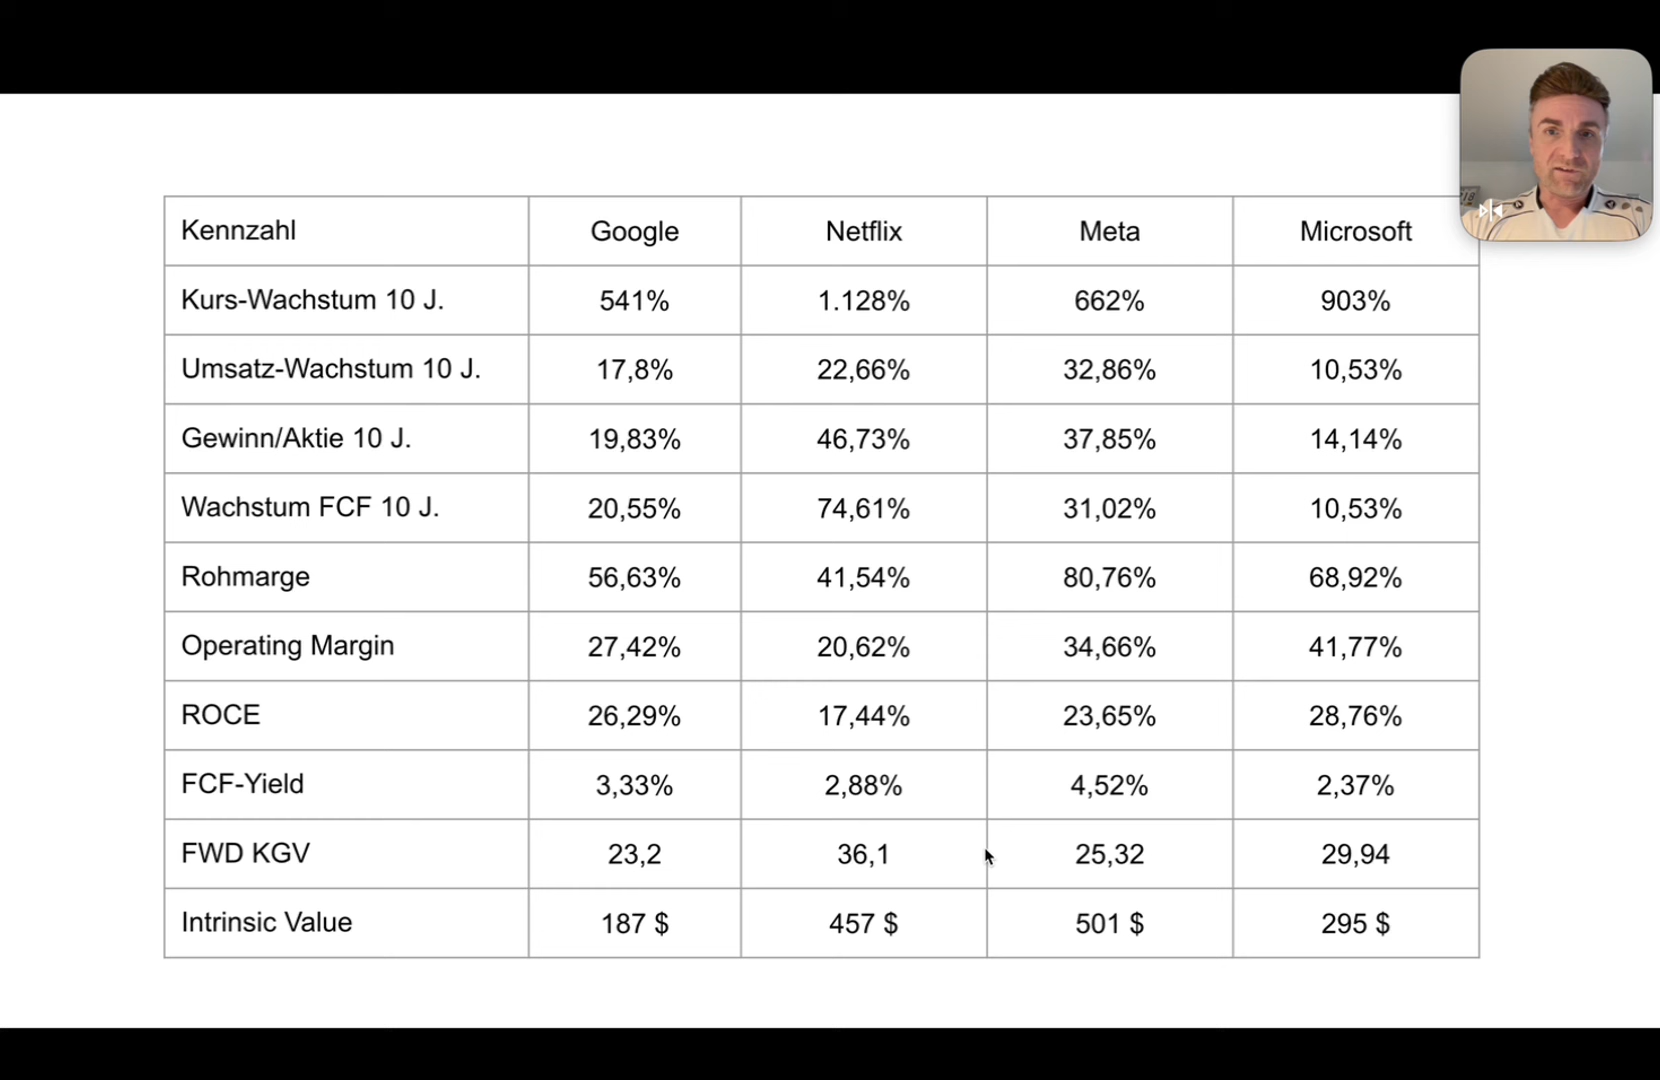 Kennzahl Google Netflix Meta Microsoft
Kurs-Wachstum 10 J. 541% 1.128% 662% 903%
Umsatz-Wachstum 10 J. 17,8% 22,66% 32,86% 10,53%
Gewinn/Aktie 10 J. 19,83% 46,73% 37,85% 14,14%
Wachstum FCF 10 J. 20,55% 74,61% 31,02% 10,53%
Rohmarge 56,63% 41,54% 80,76% 68,92%
Operating Margin 27,42% 20,62% 34,66% 41,77%
ROCE 26,29% 17,44% 23,65% 28,76%
FCF-Yield 3,33% 2,88% 4,52% 2,37%
FWD KGV 23,2 36,1 25,32 29,94
Intrinsic Value 187 $ 457 $ 501 $ 295 $